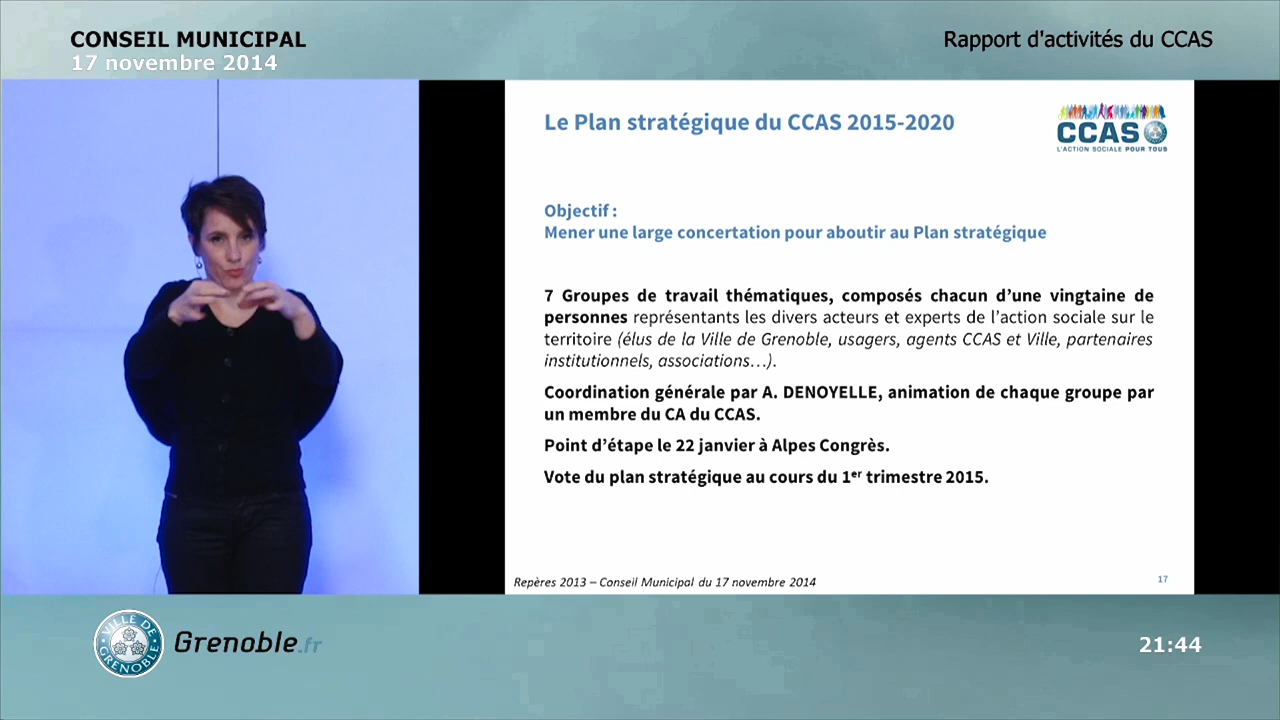 CONSEIL MUNICIPAL
17 novembre 2014
Rapport d'activités du CCAS
Le Plan stratégique du CCAS 2015-2020
CCAS
L'ACTION SOCIALE POUR TOUS
Objectif :
Mener une large concertation pour aboutir au Plan stratégique
7 Groupes de travail thématiques, composés chacun d’une vingtaine de
personnes représentants les divers acteurs et experts de l’action sociale sur le
territoire (élus de la Ville de Grenoble, usagers, agents CCAS et Ville, partenaires
institutionnels, associations…).
Coordination générale par A. DENOYELLE, animation de chaque groupe par
un membre du CA du CCAS.
Point d’étape le 22 janvier à Alpes Congrès.
Vote du plan stratégique au cours du 1er trimestre 2015.
Repères 2013 – Conseil Municipal du 17 novembre 2014
17
VILLE DE GRENOBLE
Grenoble.fr
21:44